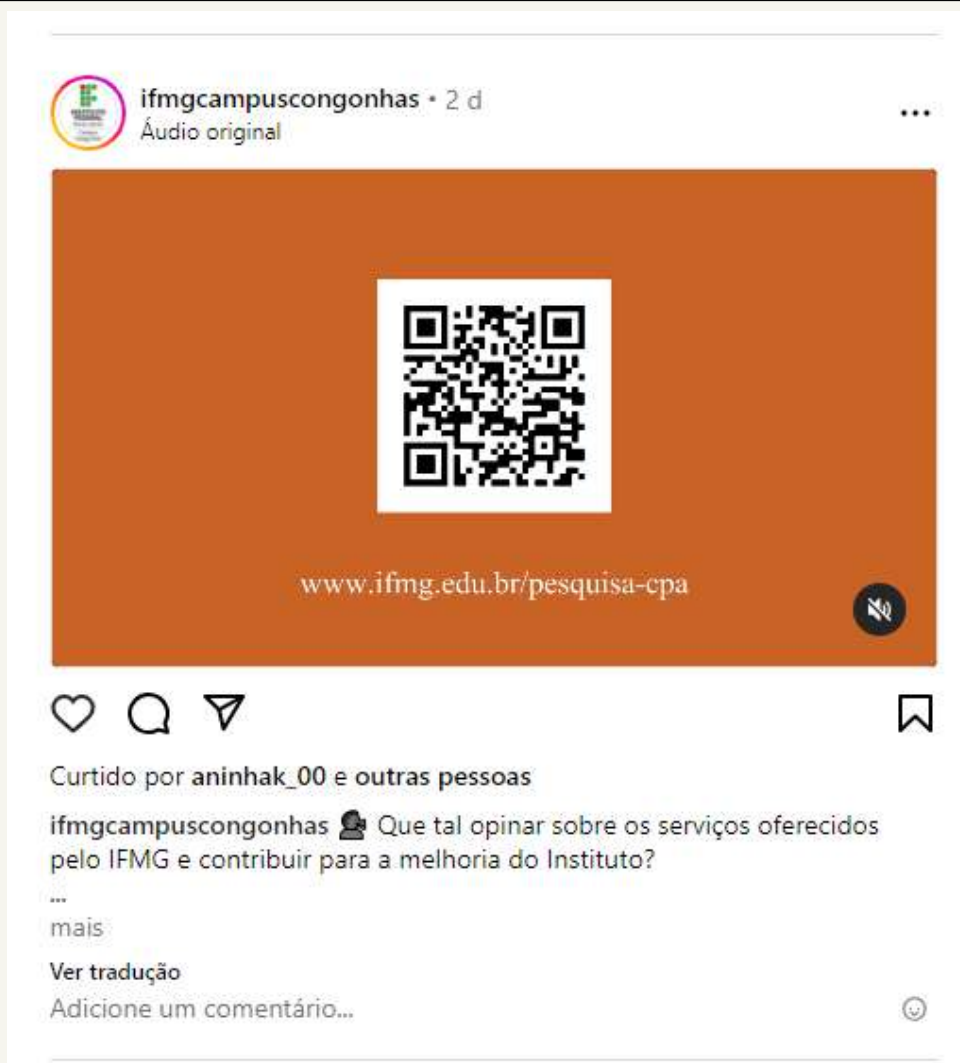 ifmgcampuscongonhas • 2 d
Áudio original
www.ifmg.edu.br/pesquisa-cpa
Curtido por aninhak_00 e outras pessoas
ifmgcampuscongonhas 🗣 Que tal opinar sobre os serviços oferecidos
pelo IFMG e contribuir para a melhoria do Instituto?
...
mais
Ver tradução
Adicione um comentário...